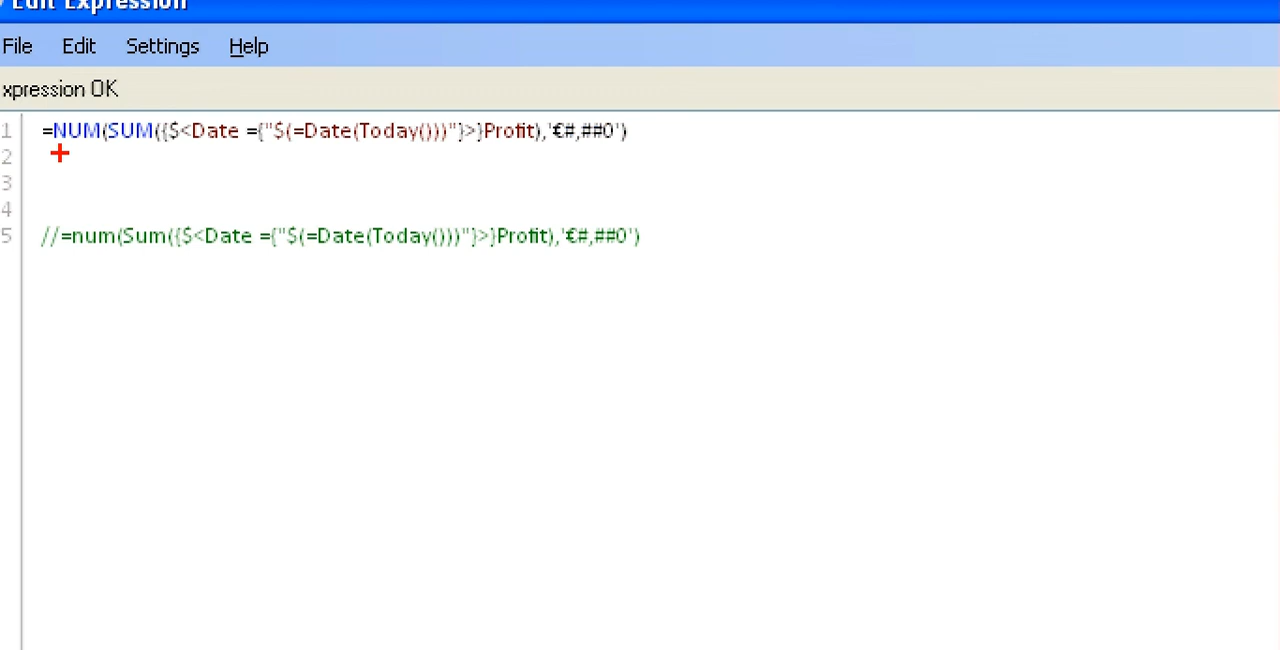 Edit Expression
File Edit Settings Help
xpression OK
1 =NUM(SUM({$<Date ={"$(=Date(Today()))"}>}Profit),'€#,##0')
2
3
4
5 //=num(Sum({$<Date ={"$(=Date(Today()))"}>}Profit),'€#,##0')